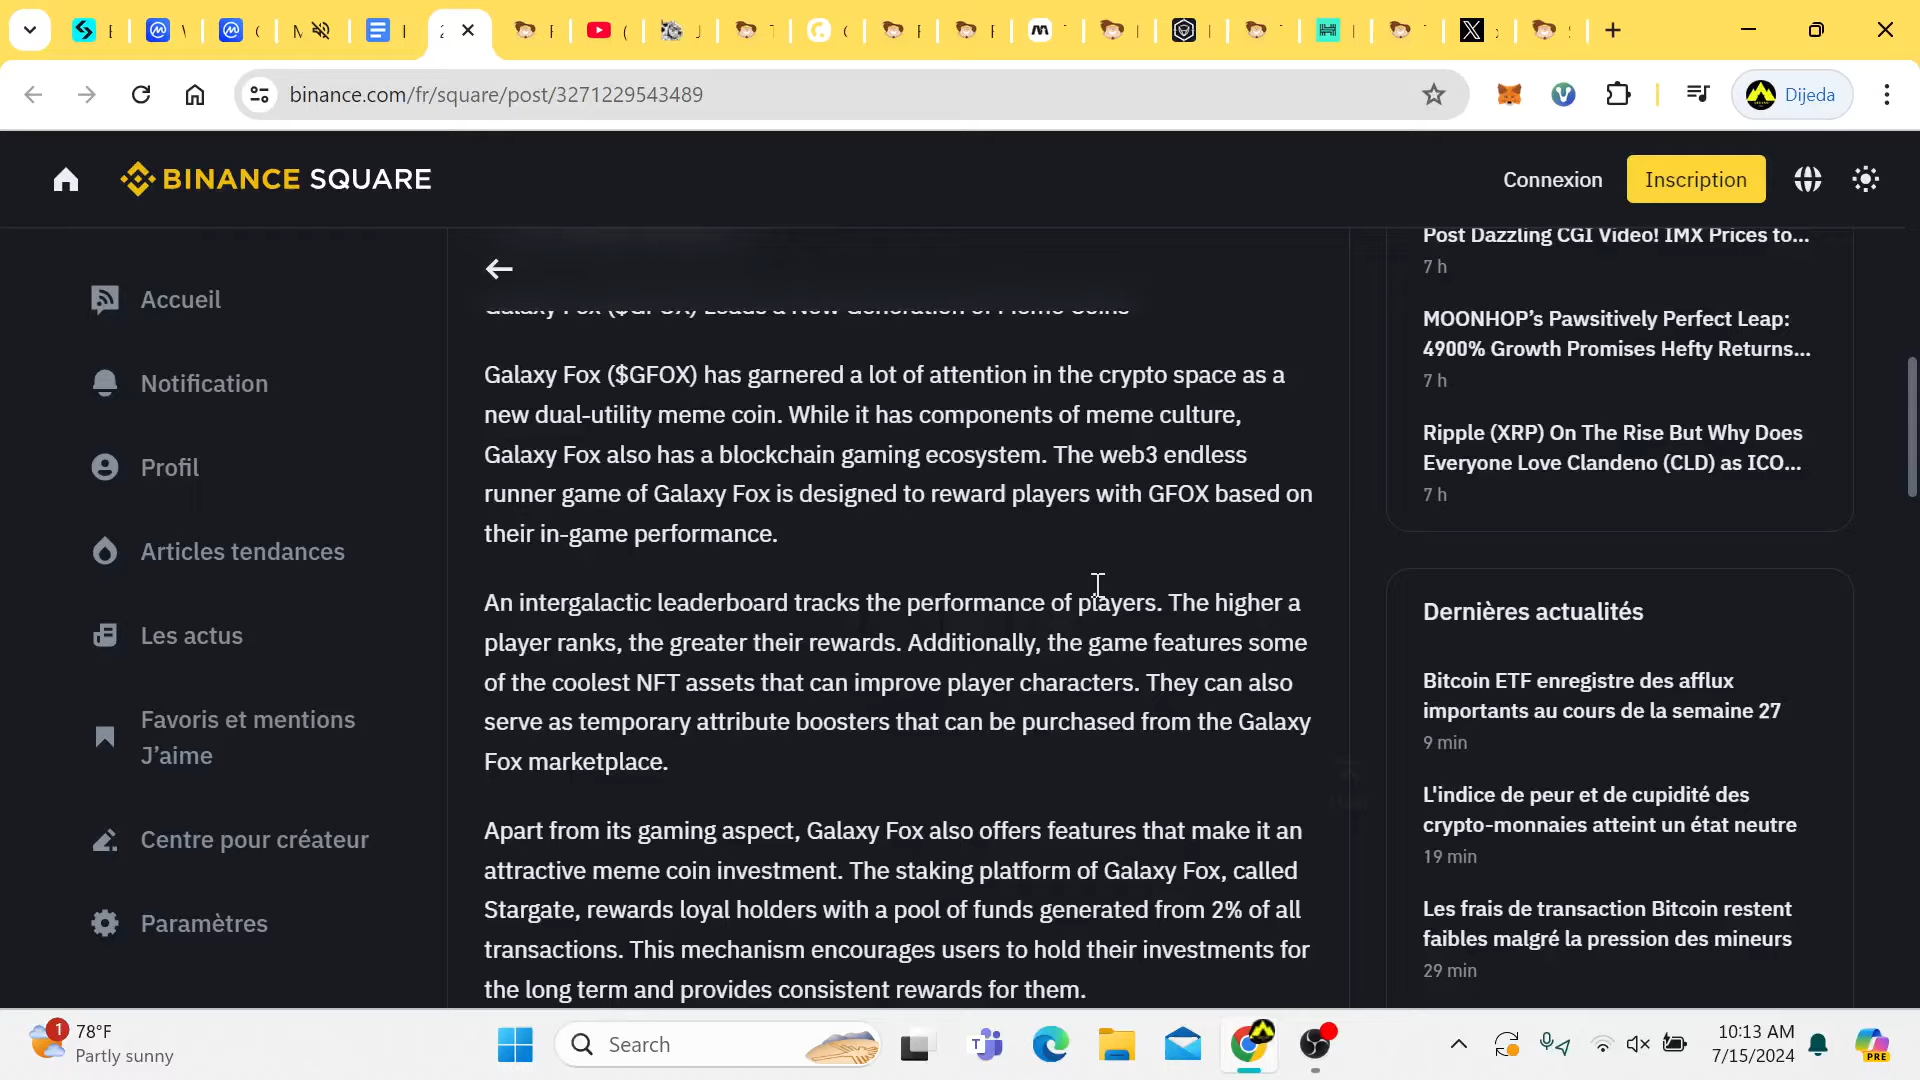 binance.com/fr/square/post/3271229543489
Dijeda
BINANCE SQUARE
Connexion
Inscription
Accueil
Notification
Profil
Articles tendances
Les actus
Favoris et mentions
J'aime
Centre pour créateur
Paramètres
Galaxy Fox ($GFOX) Leads a New Generation of Meme Coins
Galaxy Fox ($GFOX) has garnered a lot of attention in the crypto space as a
new dual-utility meme coin. While it has components of meme culture,
Galaxy Fox also has a blockchain gaming ecosystem. The web3 endless
runner game of Galaxy Fox is designed to reward players with GFOX based on
their in-game performance.
An intergalactic leaderboard tracks the performance of players. The higher a
player ranks, the greater their rewards. Additionally, the game features some
of the coolest NFT assets that can improve player characters. They can also
serve as temporary attribute boosters that can be purchased from the Galaxy
Fox marketplace.
Apart from its gaming aspect, Galaxy Fox also offers features that make it an
attractive meme coin investment. The staking platform of Galaxy Fox, called
Stargate, rewards loyal holders with a pool of funds generated from 2% of all
transactions. This mechanism encourages users to hold their investments for
the long term and provides consistent rewards for them.
Post Dazzling CGI Video! IMX Prices to...
7 h
MOONHOP's Pawsitively Perfect Leap:
4900% Growth Promises Hefty Returns...
7 h
Ripple (XRP) On The Rise But Why Does
Everyone Love Clandeno (CLD) as ICO...
7 h
Dernières actualités
Bitcoin ETF enregistre des afflux
importants au cours de la semaine 27
9 min
L'indice de peur et de cupidité des
crypto-monnaies atteint un état neutre
19 min
Les frais de transaction Bitcoin restent
faibles malgré la pression des mineurs
29 min
1
78°F
Partly sunny
Search
10:13 AM
7/15/2024
PRE